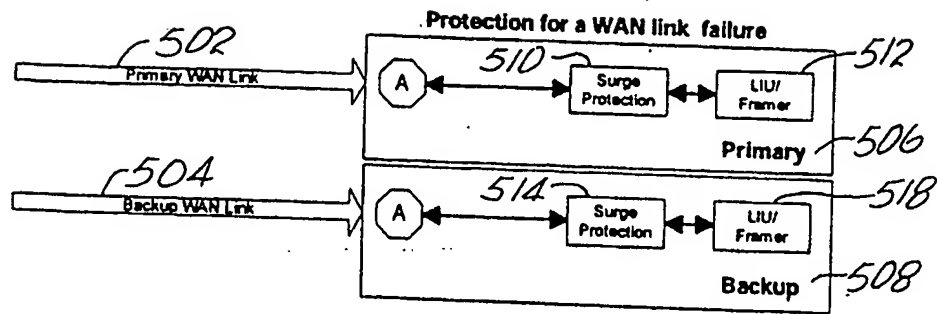 Protection for a WAN link failure
502
Primary WAN Link
A
510
Surge
Protection
512
LIU/
Framer
Primary
506
504
Backup WAN Link
A
514
Surge
Protection
518
LIU/
Framer
Backup
508